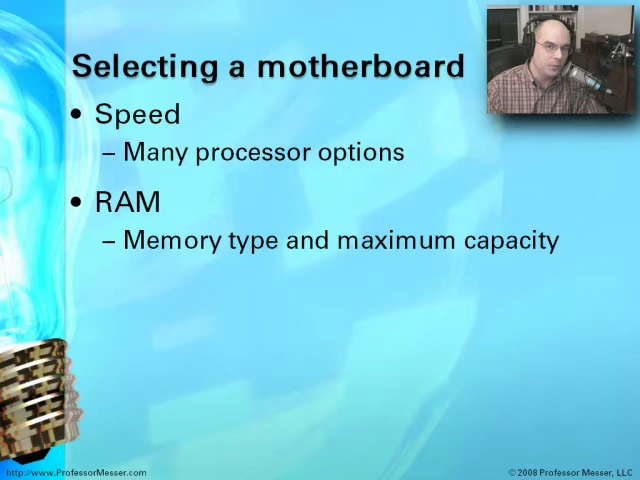 Selecting a motherboard
• Speed
– Many processor options
• RAM
– Memory type and maximum capacity
http://www.ProfessorMesser.com
© 2008 Professor Messer, LLC